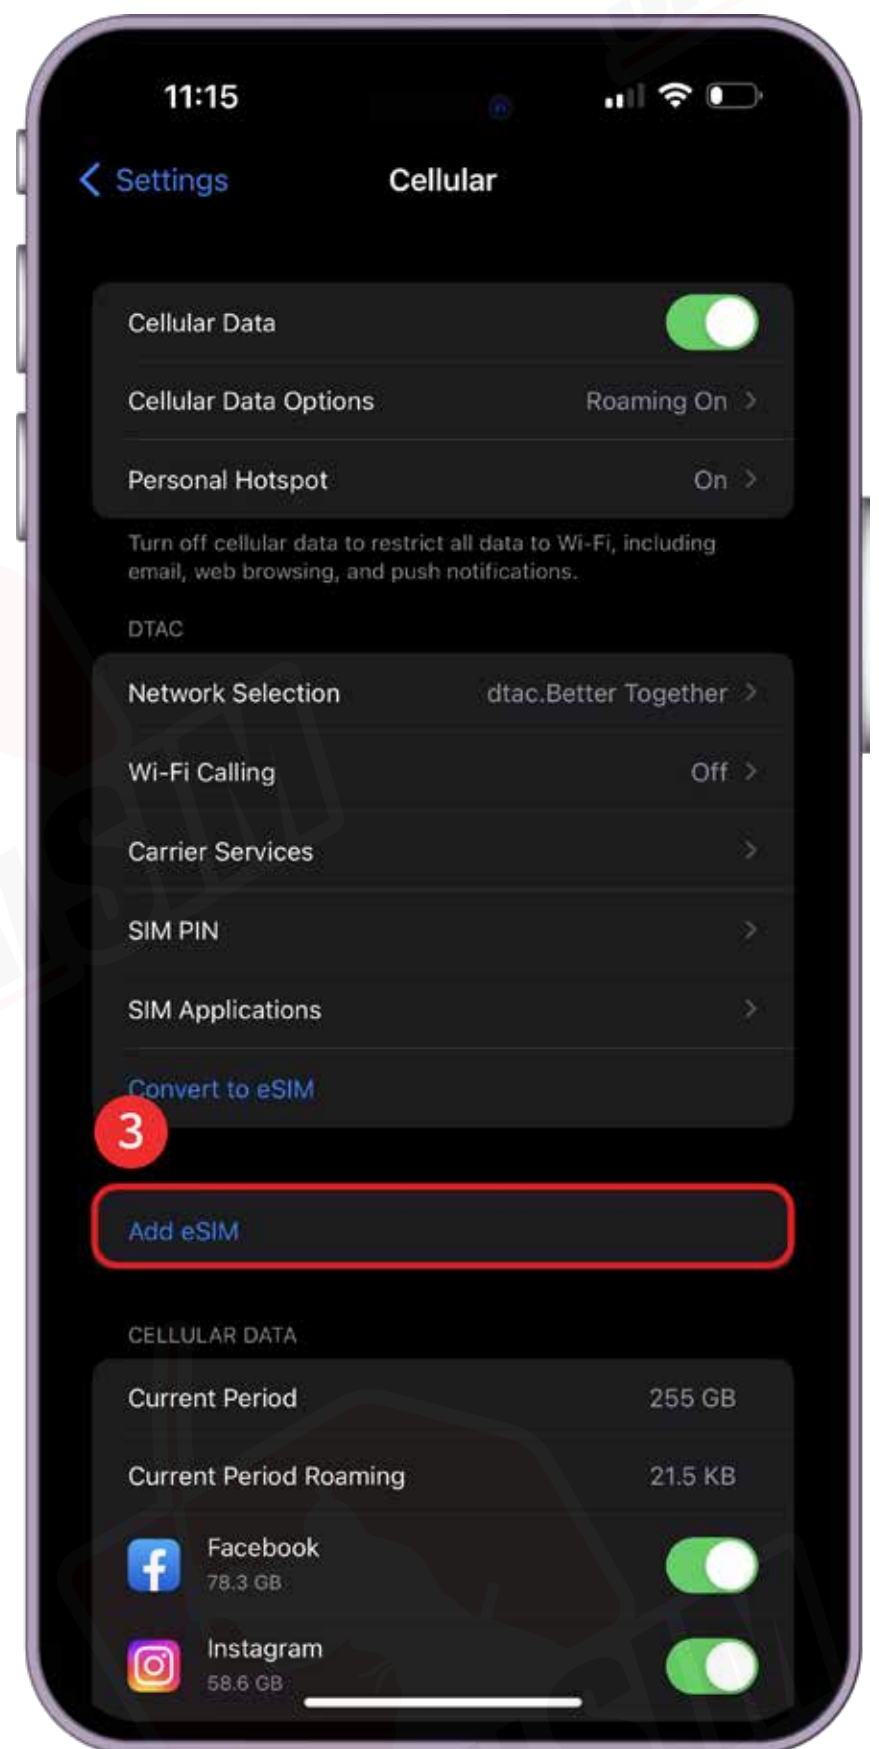 11:15
Settings
Cellular
Cellular Data
Cellular Data Options Roaming On
Personal Hotspot On
Turn off cellular data to restrict all data to Wi-Fi, including
email, web browsing, and push notifications.
DTAC
Network Selection dtac.Better Together
Wi-Fi Calling Off
Carrier Services
SIM PIN
SIM Applications
Convert to eSIM
3
Add eSIM
CELLULAR DATA
Current Period 255 GB
Current Period Roaming 21.5 KB
Facebook
78.3 GB
Instagram
58.6 GB